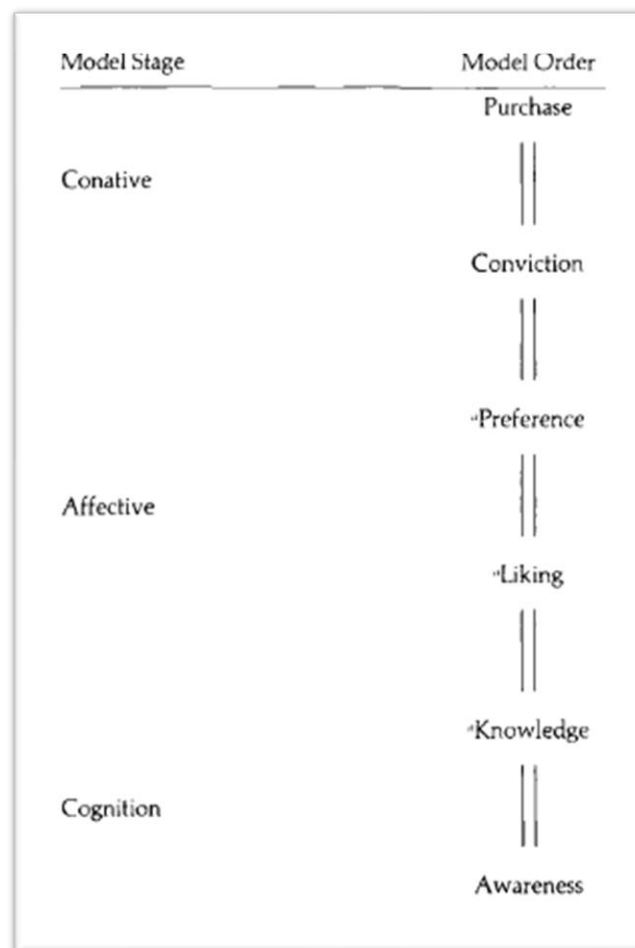 Model Stage Model Order
Purchase
Conative
Conviction
Preference
Affective
Liking
Knowledge
Cognition
Awareness